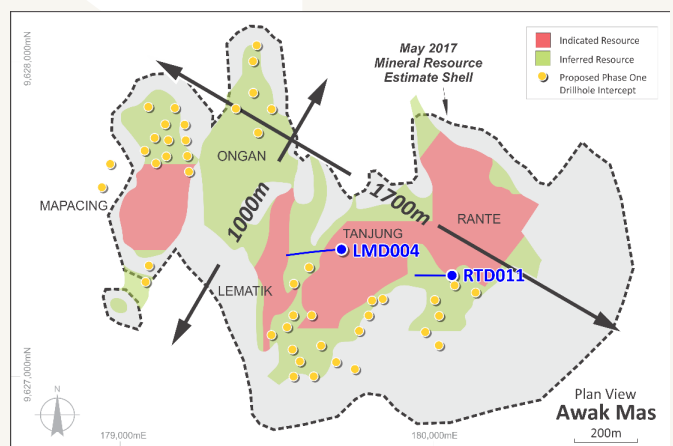 9,628,000mN
May 2017
Mineral Resource
Estimate Shell
Indicated Resource
Inferred Resource
Proposed Phase One
Drillhole Intercept
ONGAN
MAPACING
1000m
1700m
TANJUNG
RANTE
LMD004
RTD011
LEMATIK
9,627,000mN
N
179,000mE
180,000mE
Plan View
Awak Mas
200m